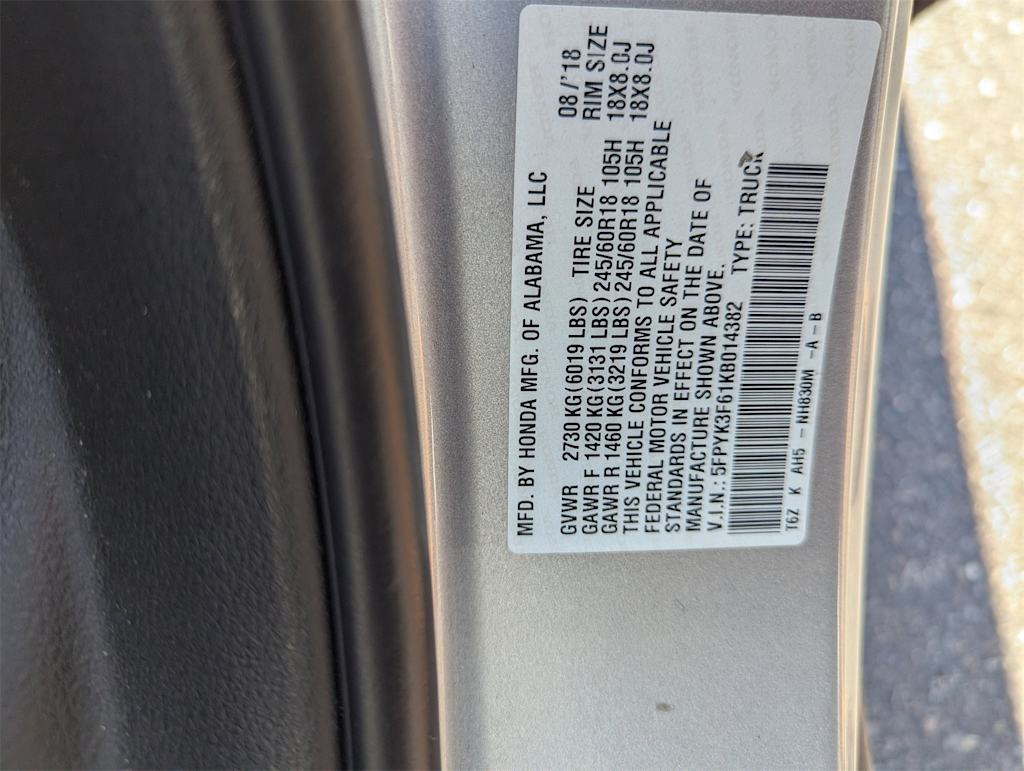 MFD. BY HONDA MFG. OF ALABAMA, LLC 08/'18
GVWR 2730 KG(6019 LBS) TIRE SIZE RIM SIZE
GAWR F 1420 KG(3131 LBS) 245/60R18 105H 18X8.0J
GAWR R 1460 KG(3219 LBS) 245/60R18 105H 18X8.0J
THIS VEHICLE CONFORMS TO ALL APPLICABLE
FEDERAL MOTOR VEHICLE SAFETY
STANDARDS IN EFFECT ON THE DATE OF
MANUFACTURE SHOWN ABOVE.
V.I.N.: 5FPYK3F61KB014382 TYPE: TRUCK
T6Z K AH5 - NH830M -A-B